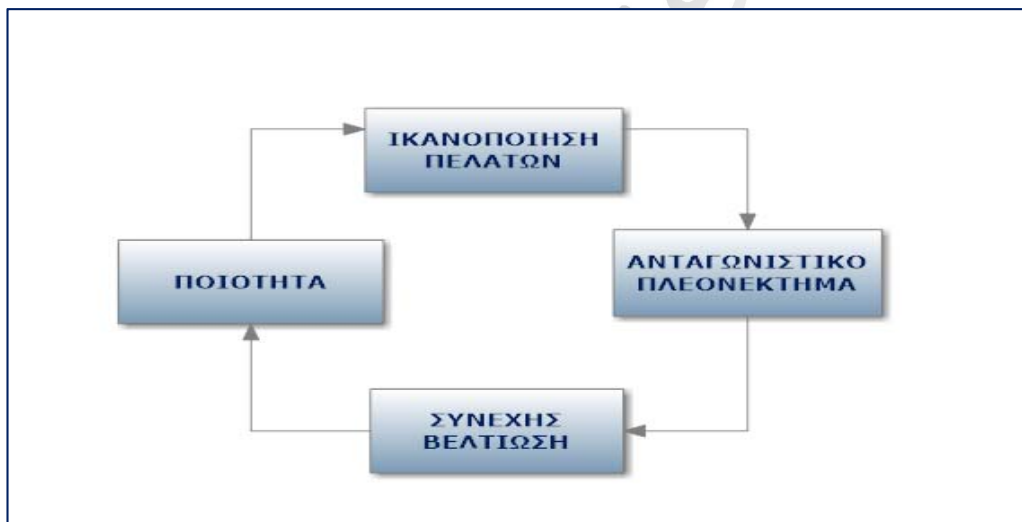 ΙΚΑΝΟΠΟΙΗΣΗ
ΠΕΛΑΤΩΝ
ΑΝΤΑΓΩΝΙΣΤΙΚΟ
ΠΛΕΟΝΕΚΤΗΜΑ
ΠΟΙΟΤΗΤΑ
ΣΥΝΕΧΗΣ
ΒΕΛΤΙΩΣΗ